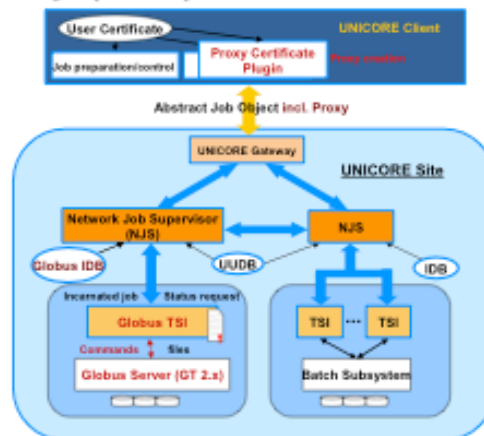 UNICORE Client
User Certificate
Job preparation/control
Proxy Certificate
Plugin
Proxy creation
Abstract Job Object incl. Proxy
UNICORE Gateway
UNICORE Site
Network Job Supervisor
(NJS)
NJS
Globus IDB
UUDB
IDB
Incarnated job
Status request
Globus TSI
TSI
...
TSI
Commands
files
Globus Server (GT 2.x)
Batch Subsystem